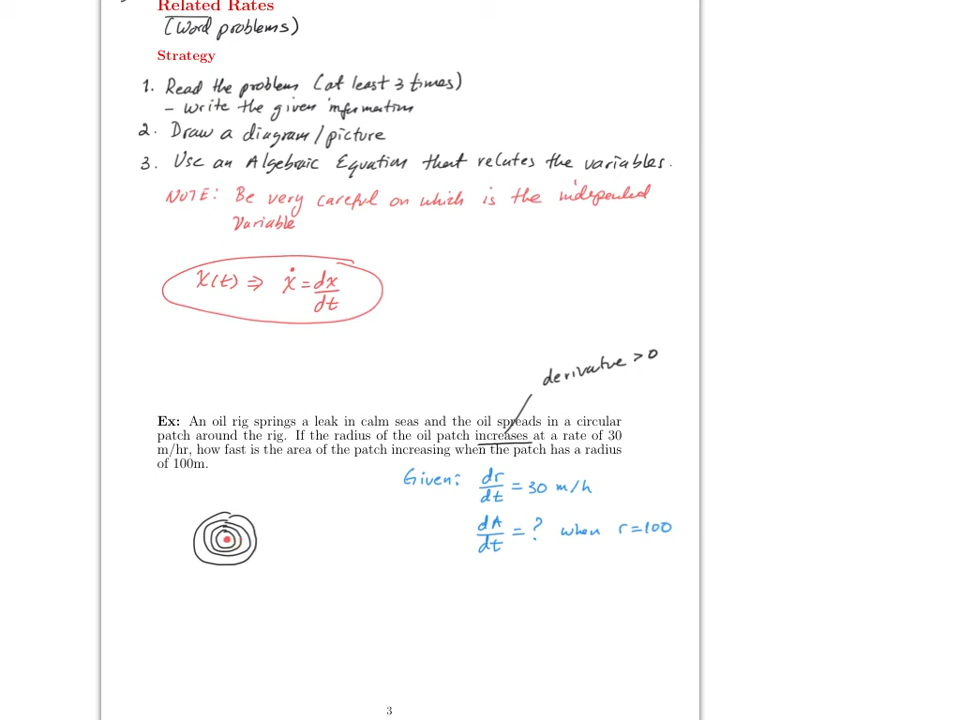 Related Rates
(Word problems)
Strategy
1. Read the problem (at least 3 times)
- Write the given information
2. Draw a diagram/picture
3. Use an Algebraic Equation that relates the variables.
NOTE: Be very careful on which is the independed
Variable
x(t) ⇒ ẋ = dx/dt
derivative > 0
Ex: An oil rig springs a leak in calm seas and the oil spreads in a circular
patch around the rig. If the radius of the oil patch increases at a rate of 30
m/hr, how fast is the area of the patch increasing when the patch has a radius
of 100m.
Given: dr/dt = 30 m/h
dA/dt = ? when r=100
3